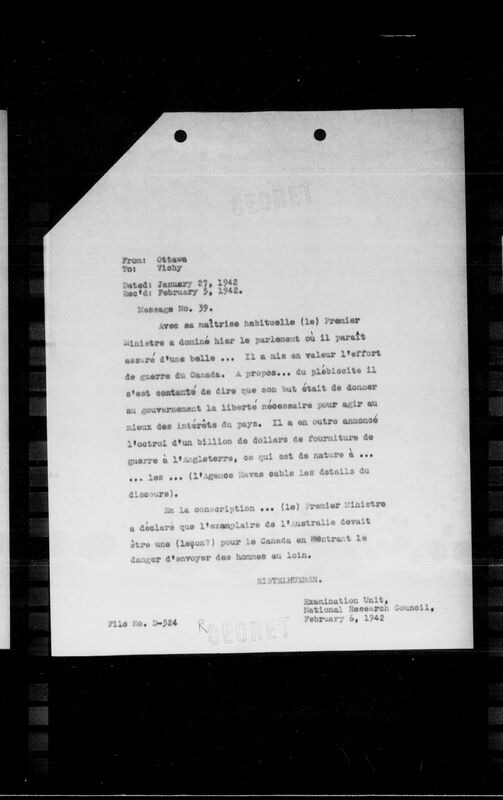 SECRET
From: Ottawa
To: Vichy
Dated: January 27, 1942
Rec'd: February 5, 1942.
Message No. 39.
Avec sa maîtrise habituelle (le) Premier
Ministre a dominé hier le parlement où il paraît
assuré d'une belle ... Il a mis en valeur l'effort
de guerre du Canada. A propos... du plébiscite il
s'est contenté de dire que son but était de donner
au gouvernement la liberté nécessaire pour agir au
mieux des intérêts du pays. Il a en outre annoncé
l'octroi d'un billion de dollars de fourniture de
guerre à l'Angleterre, ce qui est de nature à ...
... les ... (l'Agence Havas cable les détails du
discours).
En la conscription ... (le) Premier Ministre
a déclaré que l'exemplaire de l'Australie devait
être une (leçon?) pour le Canada en montrant le
danger d'envoyer des hommes au loin.
RISTELHUEBER.
Examination Unit,
National Research Council,
February 6, 1942
File No. D-524
R
SECRET